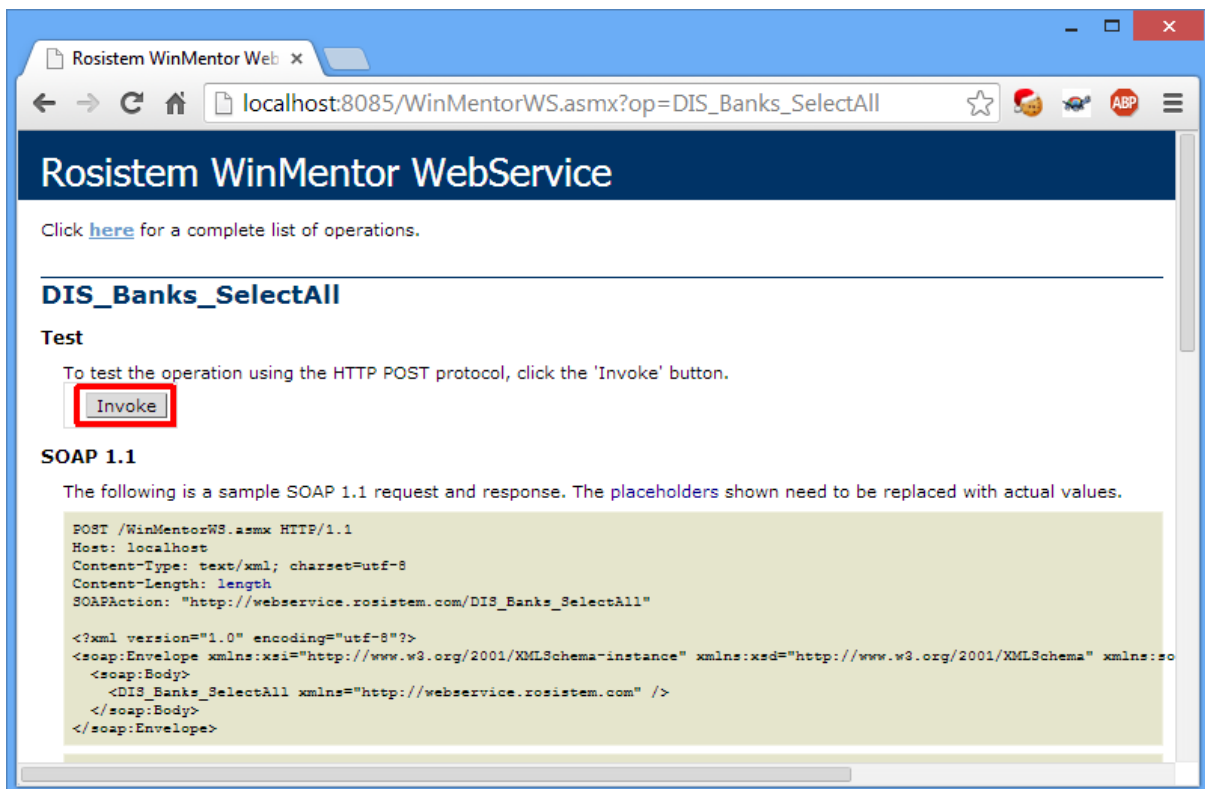 Rosistem WinMentor Web
localhost:8085/WinMentorWS.asmx?op=DIS_Banks_SelectAll
ABP
Rosistem WinMentor WebService
Click here for a complete list of operations.
DIS_Banks_SelectAll
Test
To test the operation using the HTTP POST protocol, click the 'Invoke' button.
Invoke
SOAP 1.1
The following is a sample SOAP 1.1 request and response. The placeholders shown need to be replaced with actual values.
POST /WinMentorWS.asmx HTTP/1.1
Host: localhost
Content-Type: text/xml; charset=utf-8
Content-Length: length
SOAPAction: "http://webservice.rosistem.com/DIS_Banks_SelectAll"
<?xml version="1.0" encoding="utf-8"?>
<soap:Envelope xmlns:xsi="http://www.w3.org/2001/XMLSchema-instance" xmlns:xsd="http://www.w3.org/2001/XMLSchema" xmlns:so
<soap:Body>
<DIS_Banks_SelectAll xmlns="http://webservice.rosistem.com" />
</soap:Body>
</soap:Envelope>